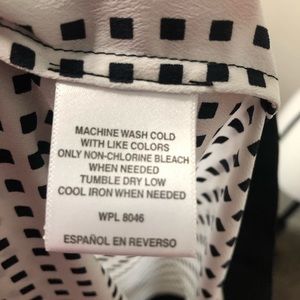 MACHINE WASH COLD
WITH LIKE COLORS
ONLY NON-CHLORINE BLEACH
WHEN NEEDED
TUMBLE DRY LOW
COOL IRON WHEN NEEDED
WPL 8046
ESPAÑOL EN REVERSO